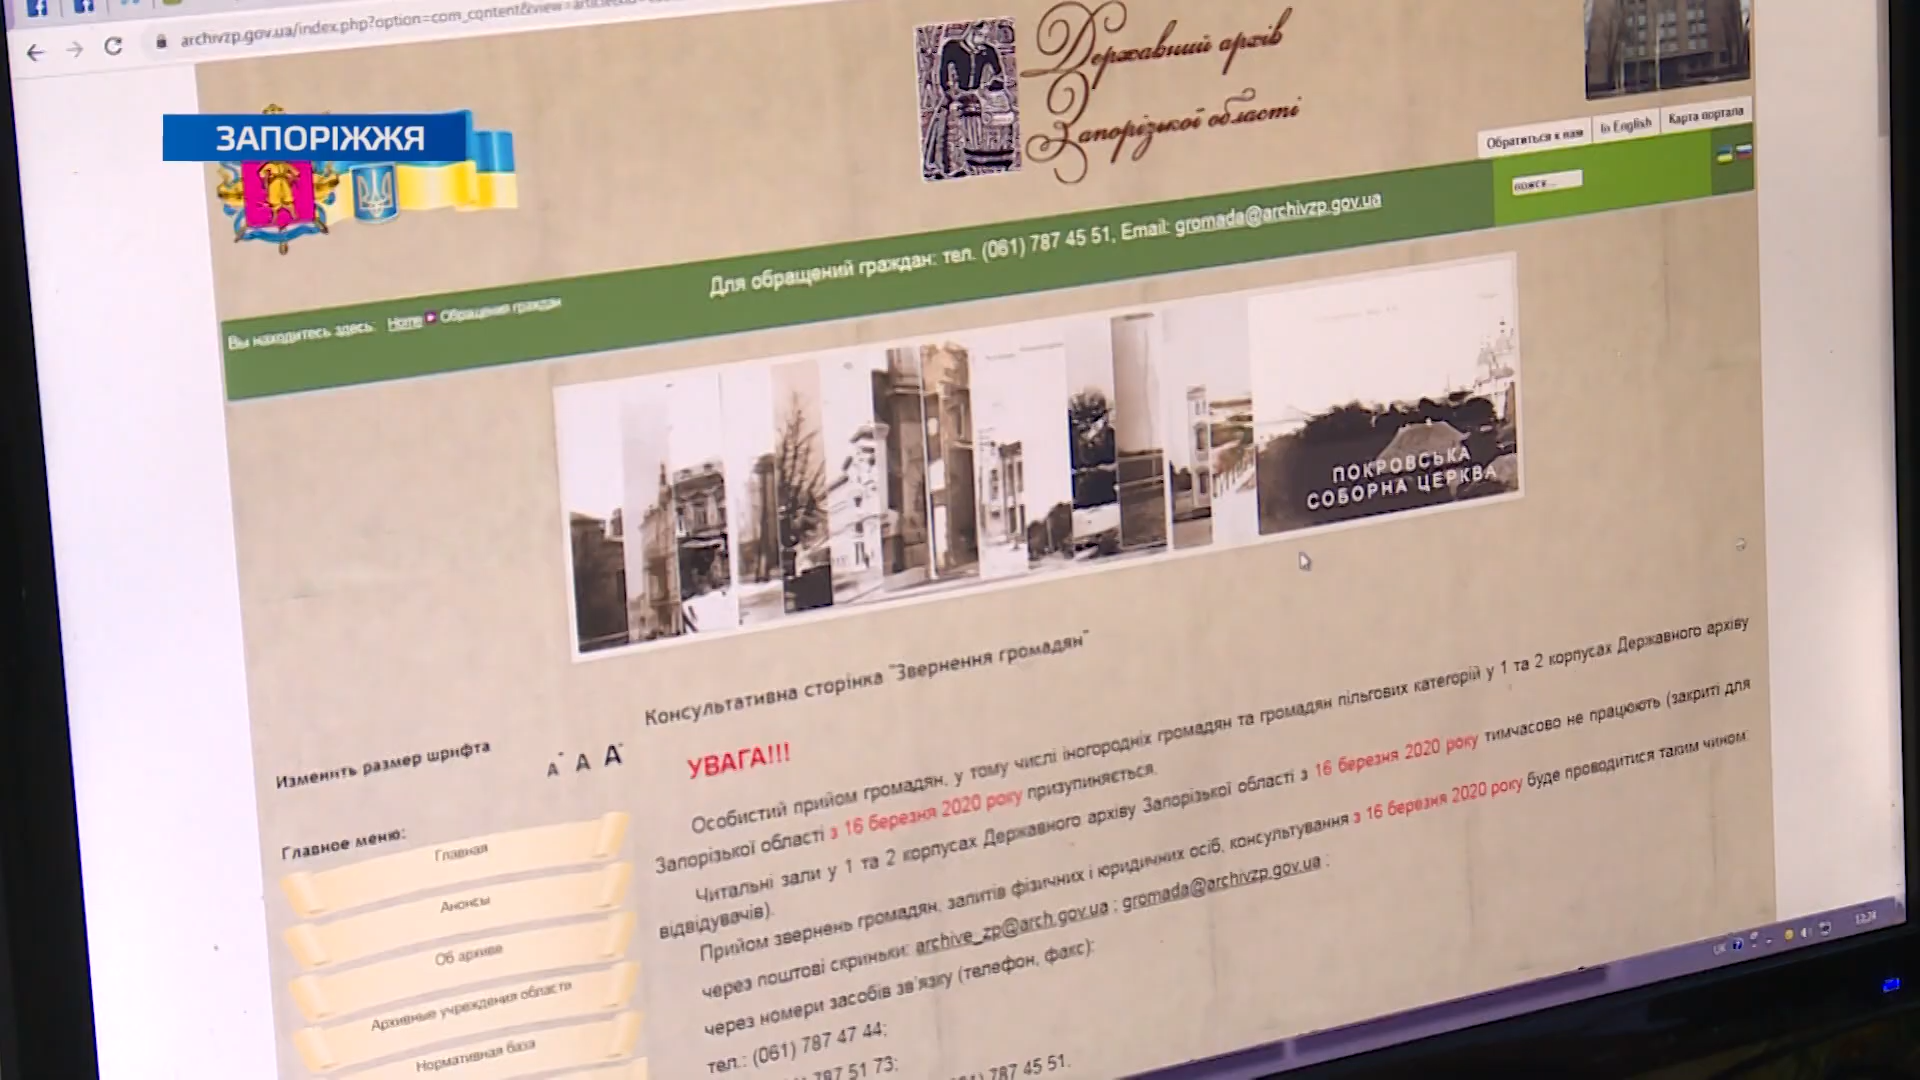 archivzp.gov.ua/index.php?option=com_content&view=
Державний архів
Запорізької області
ЗАПОРІЖЖЯ
Обратиться к нам
In English
Карта портала
поиск...
Для обращений граждан: тел. (061) 787 45 51, Email: gromada@archivzp.gov.ua
Вы находитесь здесь: Home Обращения граждан
ПОКРОВСЬКА
СОБОРНА ЦЕРКВА
Консультативна сторінка "Звернення громадян"
УВАГА!!!
Особистий прийом громадян, у тому числі іногородніх громадян та громадян пільгових категорій у 1 та 2 корпусах Державного архіву
Запорізької області з 16 березня 2020 року призупиняється.
Читальні зали у 1 та 2 корпусах Державного архіву Запорізької області з 16 березня 2020 року тимчасово не працюють (закриті для
відвідувачів).
Прийом звернень громадян, запитів фізичних і юридичних осіб, консультування з 16 березня 2020 року буде проводитися таким чином:
через поштові скриньки: archive_zp@arch.gov.ua ; gromada@archivzp.gov.ua ;
через номери засобів зв'язку (телефон, факс):
тел.: (061) 787 47 44;
787 51 73;
787 45 51.
Изменить размер шрифта
A- A A+
Главное меню:
Главная
Анонсы
Об архиве
Архивные учреждения области
Нормативная база
UK
12:24